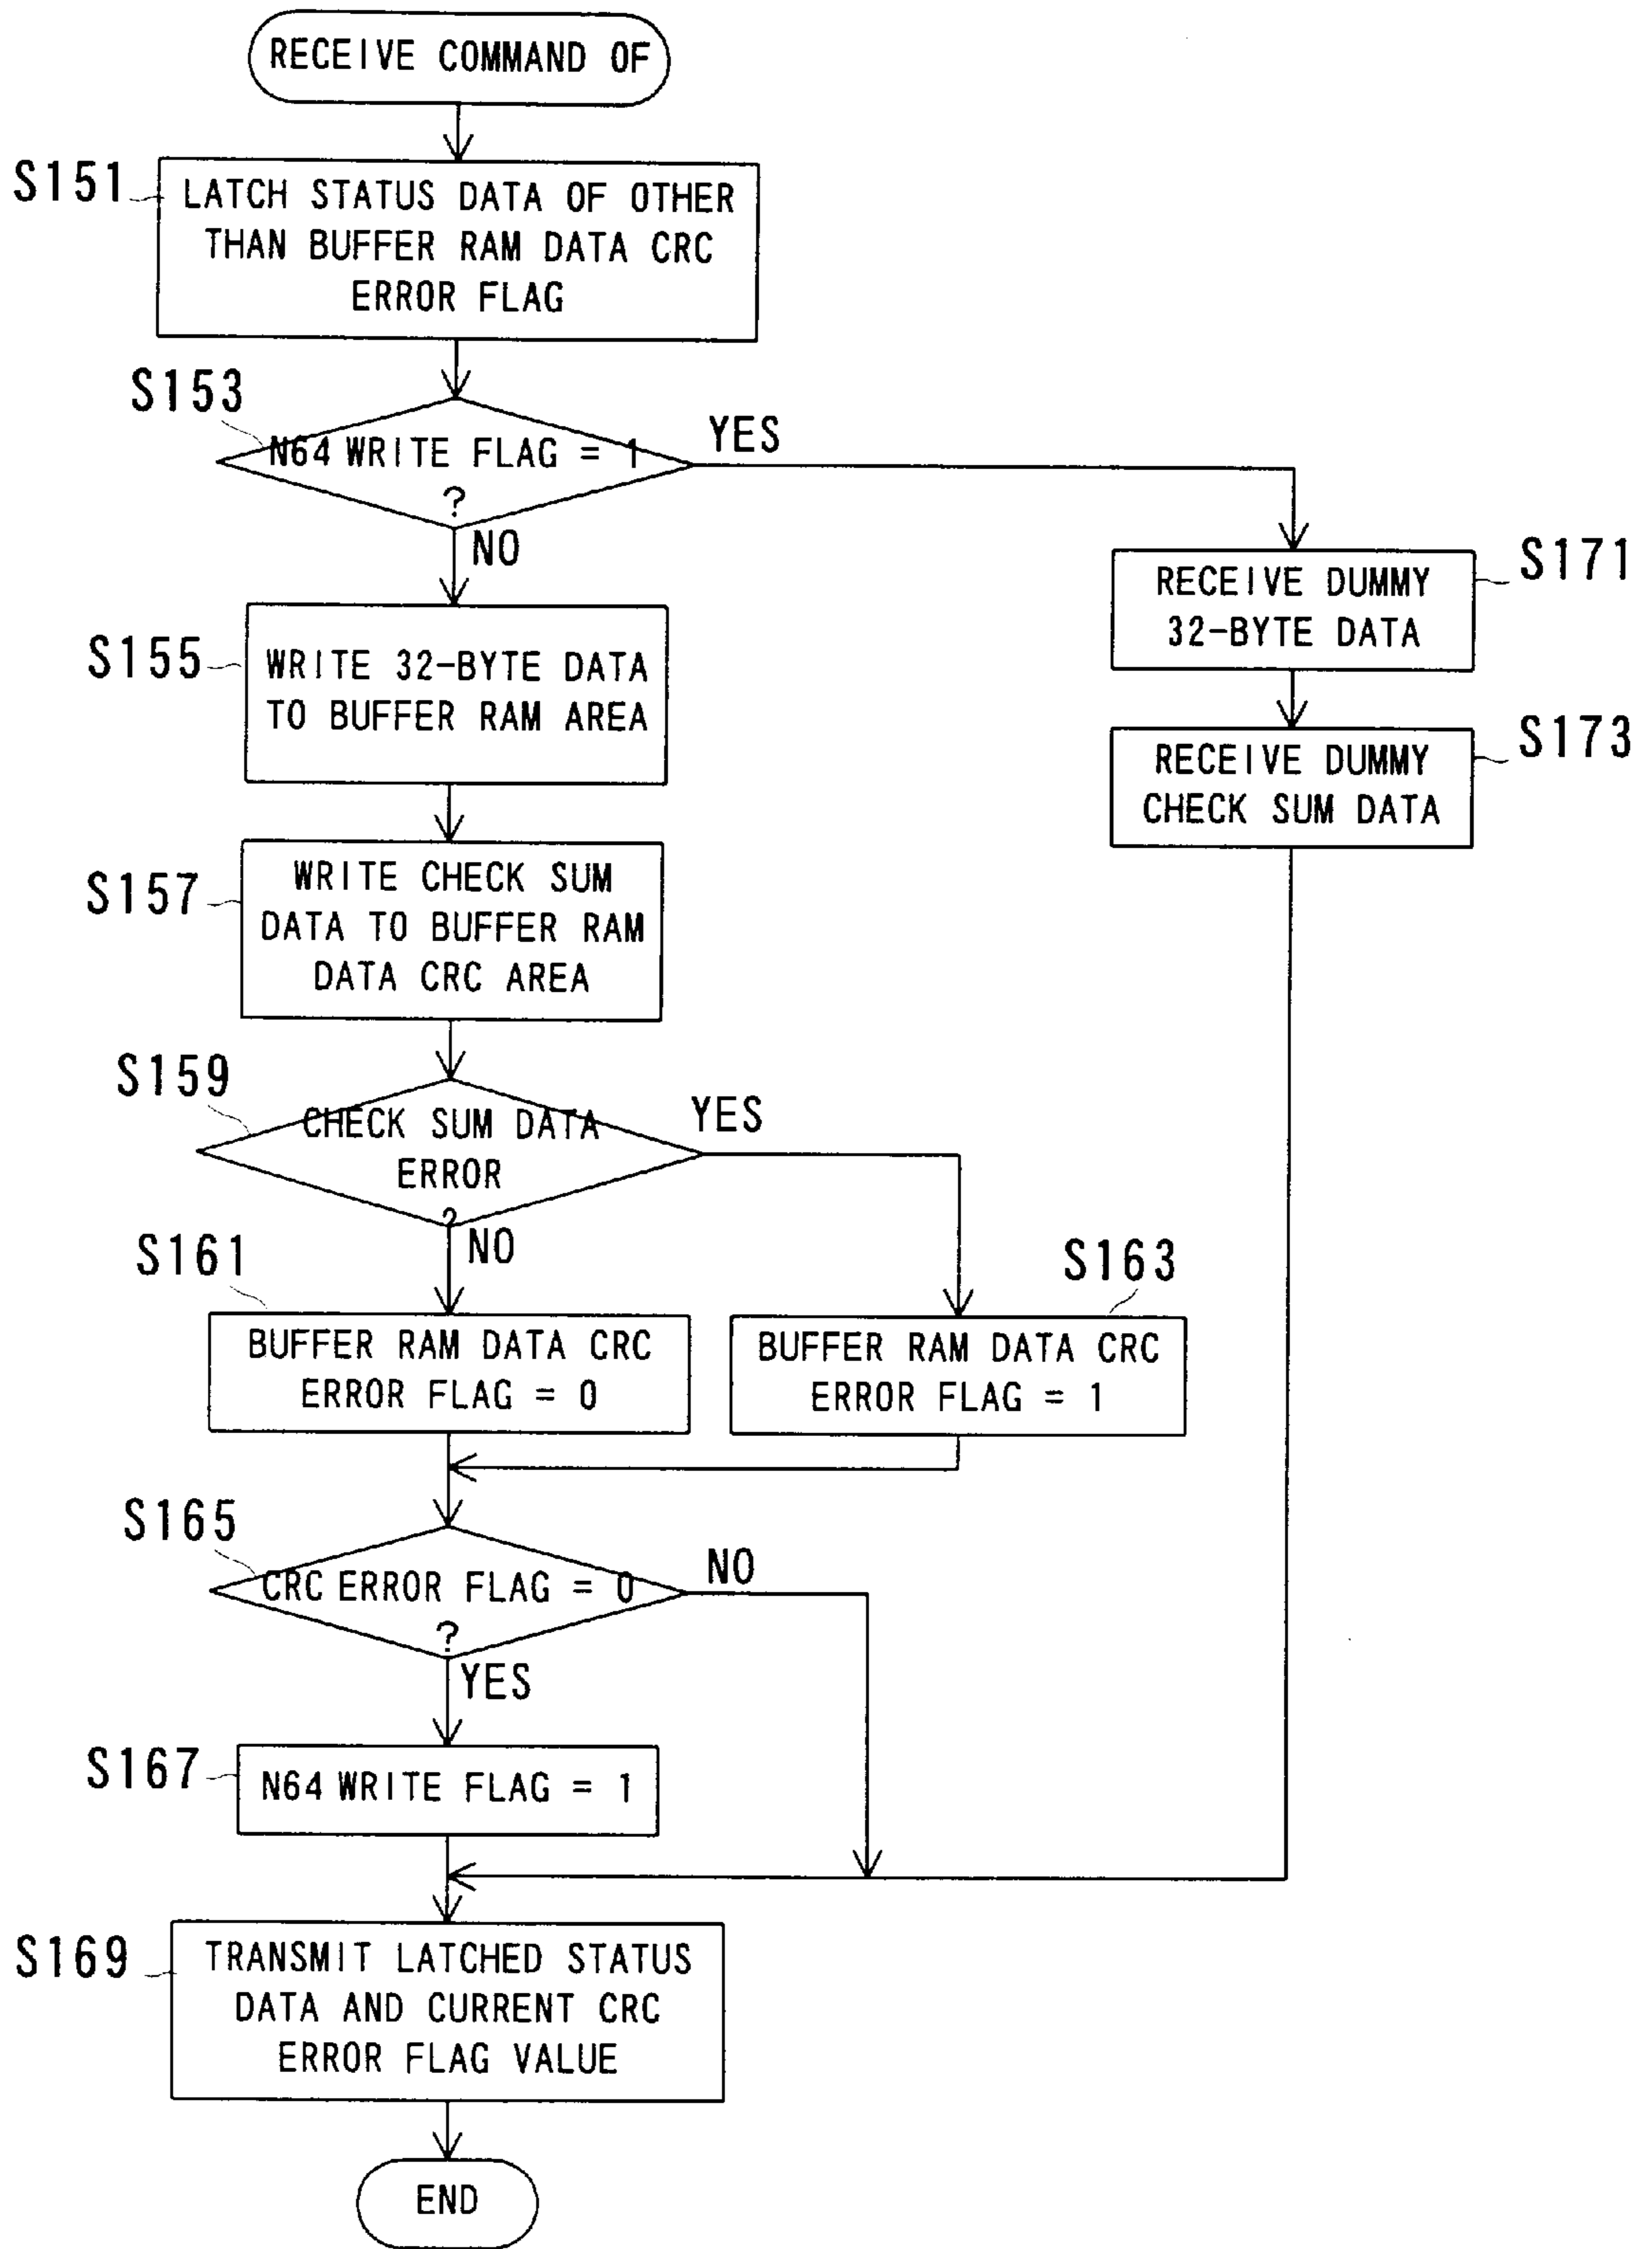 RECEIVE COMMAND OF
S151
LATCH STATUS DATA OF OTHER
THAN BUFFER RAM DATA CRC
ERROR FLAG
S153
N64 WRITE FLAG = 1
?
YES
NO
S171
RECEIVE DUMMY
32-BYTE DATA
S155
WRITE 32-BYTE DATA
TO BUFFER RAM AREA
S173
RECEIVE DUMMY
CHECK SUM DATA
S157
WRITE CHECK SUM
DATA TO BUFFER RAM
DATA CRC AREA
S159
CHECK SUM DATA
ERROR
?
YES
NO
S161
BUFFER RAM DATA CRC
ERROR FLAG = 0
S163
BUFFER RAM DATA CRC
ERROR FLAG = 1
S165
CRC ERROR FLAG = 0
?
NO
YES
S167
N64 WRITE FLAG = 1
S169
TRANSMIT LATCHED STATUS
DATA AND CURRENT CRC
ERROR FLAG VALUE
END